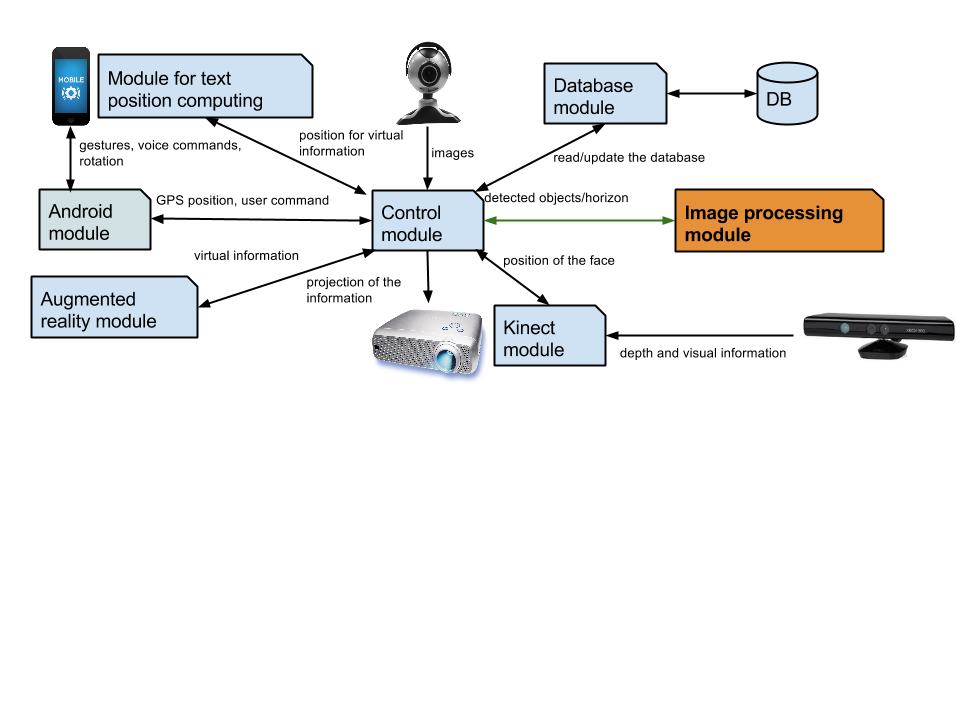 MOBILE
Module for text
position computing
Database
module
DB
gestures, voice commands,
rotation
position for virtual
information
images
read/update the database
Android
module
GPS position, user command
Control
module
detected objects/horizon
Image processing
module
virtual information
projection of the
information
position of the face
Augmented
reality module
Kinect
module
depth and visual information
XBOX 360